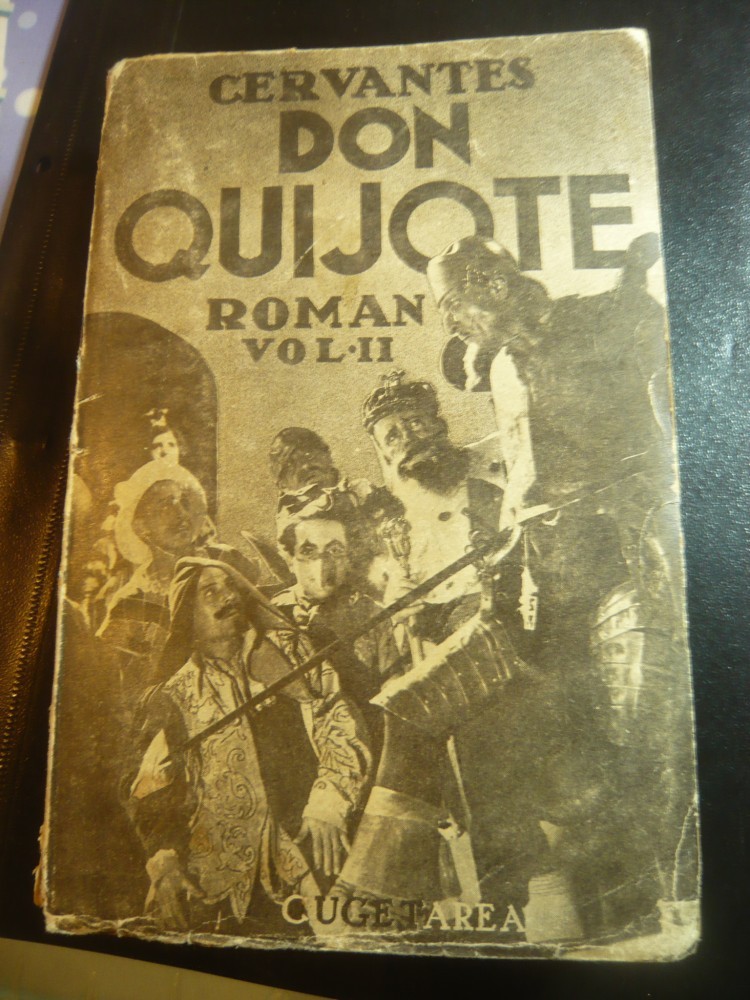 CERVANTES
DON
QUIJOTE
ROMAN
VOL·II
CUGETAREA